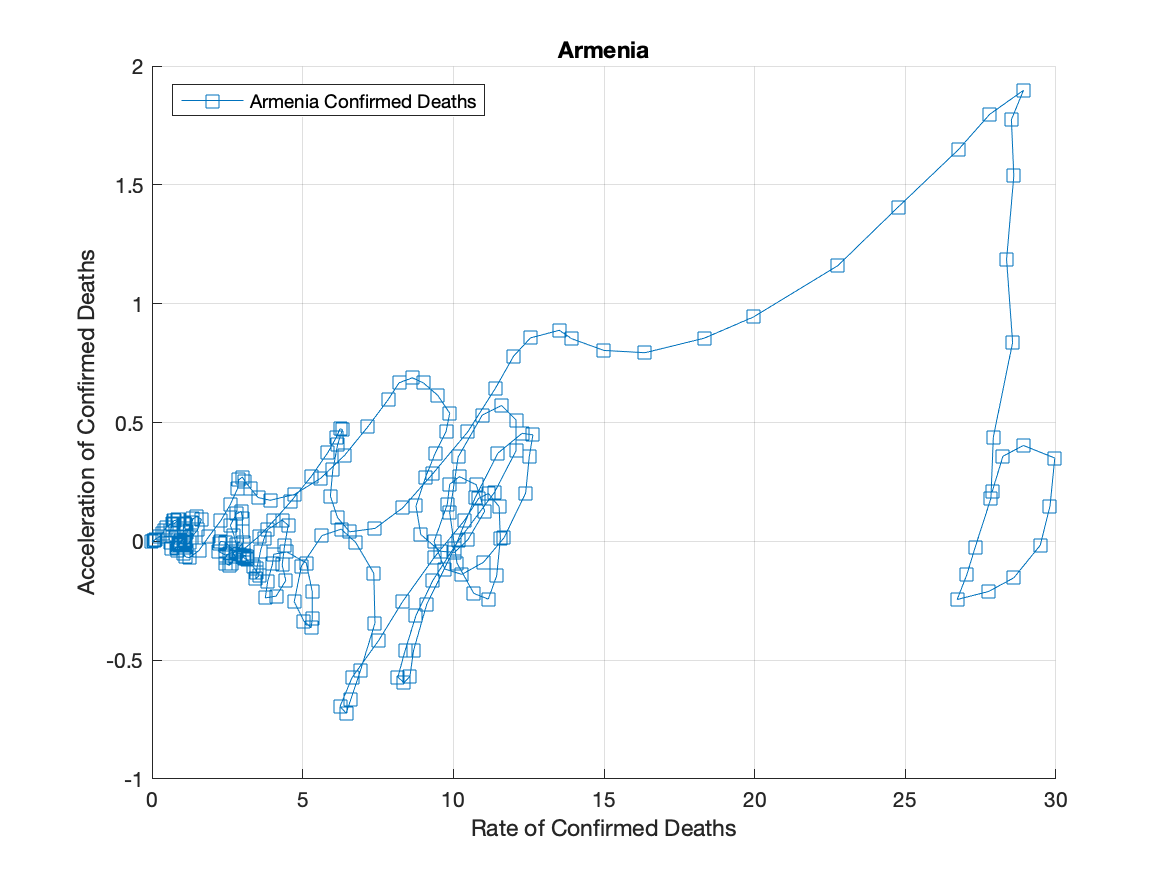 Armenia
Armenia Confirmed Deaths
2
1.5
1
0.5
0
-0.5
-1
0 5 10 15 20 25 30
Acceleration of Confirmed Deaths
Rate of Confirmed Deaths